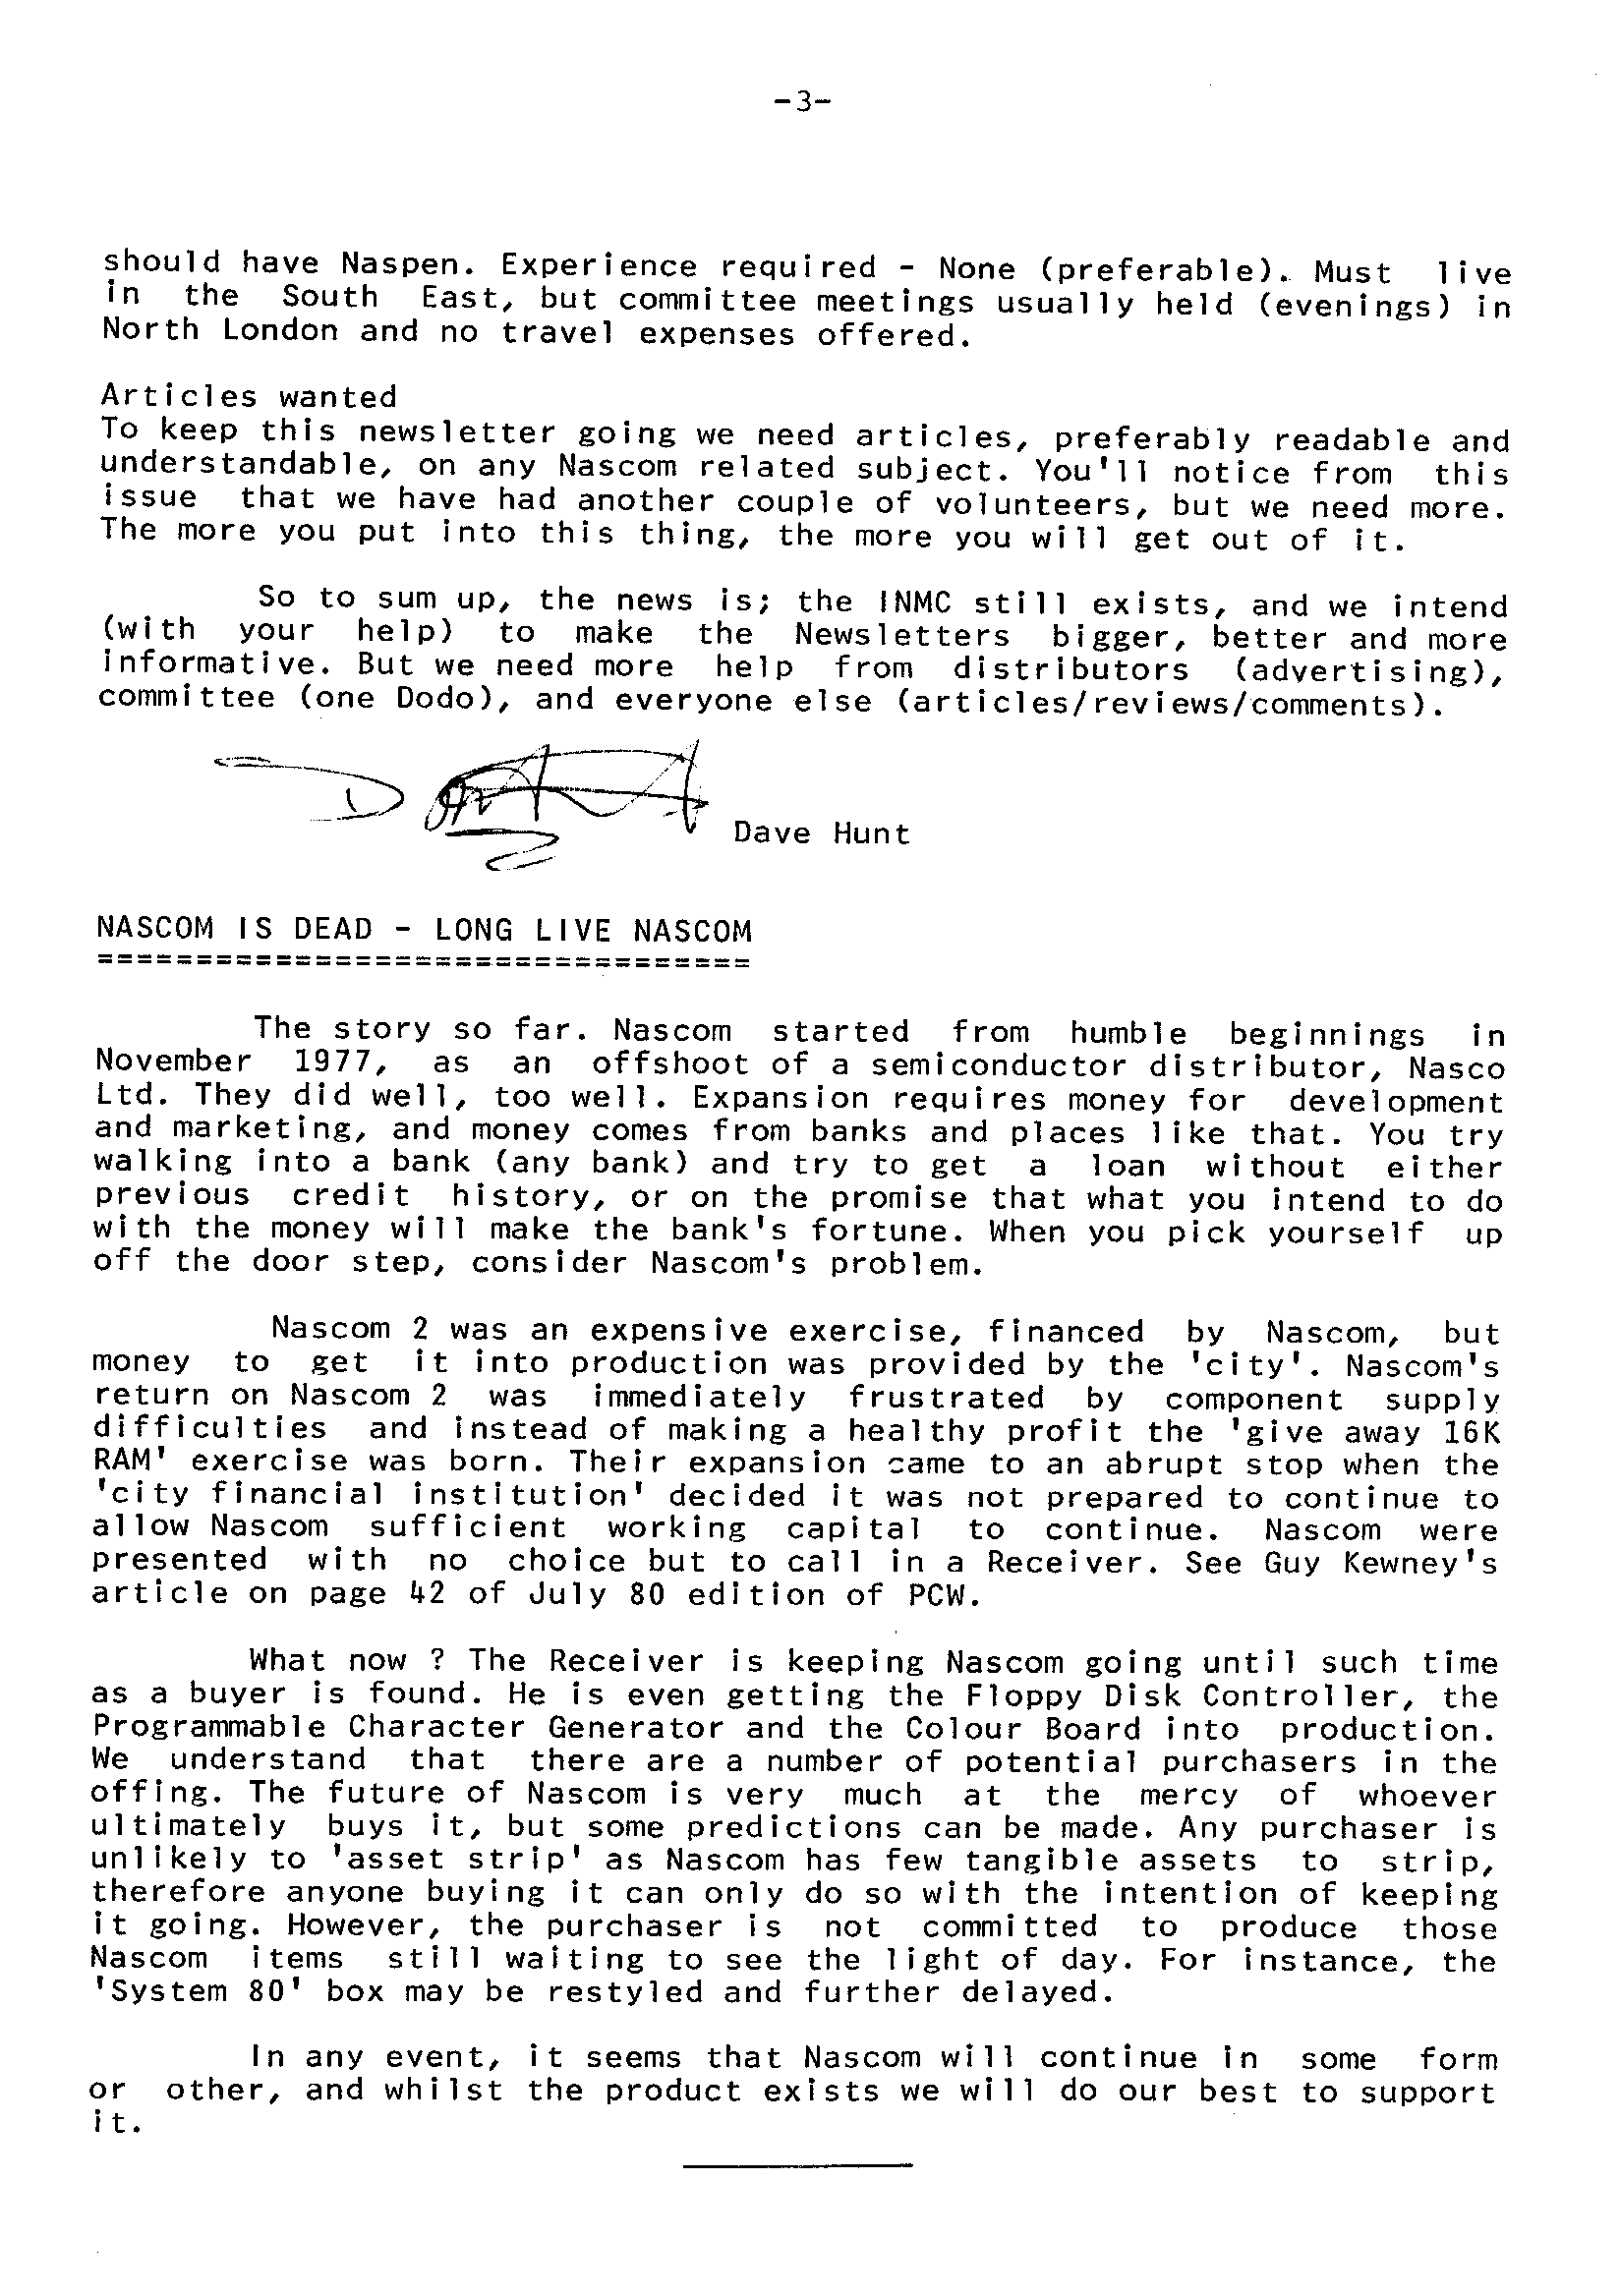 -3-
should have Naspen. Experience required - None (preferable). Must live
in the South East, but committee meetings usually held (evenings) in
North London and no travel expenses offered.
Articles wanted
To keep this newsletter going we need articles, preferably readable and
understandable, on any Nascom related subject. You'll notice from this
issue that we have had another couple of volunteers, but we need more.
The more you put into this thing, the more you will get out of it.
So to sum up, the news is; the INMC still exists, and we intend
(with your help) to make the Newsletters bigger, better and more
informative. But we need more help from distributors (advertising),
committee (one Dodo), and everyone else (articles/reviews/comments).
Dave Hunt
NASCOM IS DEAD - LONG LIVE NASCOM
=================================
The story so far. Nascom started from humble beginnings in
November 1977, as an offshoot of a semiconductor distributor, Nasco
Ltd. They did well, too well. Expansion requires money for development
and marketing, and money comes from banks and places like that. You try
walking into a bank (any bank) and try to get a loan without either
previous credit history, or on the promise that what you intend to do
with the money will make the bank's fortune. When you pick yourself up
off the door step, consider Nascom's problem.
Nascom 2 was an expensive exercise, financed by Nascom, but
money to get it into production was provided by the 'city'. Nascom's
return on Nascom 2 was immediately frustrated by component supply
difficulties and instead of making a healthy profit the 'give away 16K
RAM' exercise was born. Their expansion came to an abrupt stop when the
'city financial institution' decided it was not prepared to continue to
allow Nascom sufficient working capital to continue. Nascom were
presented with no choice but to call in a Receiver. See Guy Kewney's
article on page 42 of July 80 edition of PCW.
What now ? The Receiver is keeping Nascom going until such time
as a buyer is found. He is even getting the Floppy Disk Controller, the
Programmable Character Generator and the Colour Board into production.
We understand that there are a number of potential purchasers in the
offing. The future of Nascom is very much at the mercy of whoever
ultimately buys it, but some predictions can be made. Any purchaser is
unlikely to 'asset strip' as Nascom has few tangible assets to strip,
therefore anyone buying it can only do so with the intention of keeping
it going. However, the purchaser is not committed to produce those
Nascom items still waiting to see the light of day. For instance, the
'System 80' box may be restyled and further delayed.
In any event, it seems that Nascom will continue in some form
or other, and whilst the product exists we will do our best to support
it.